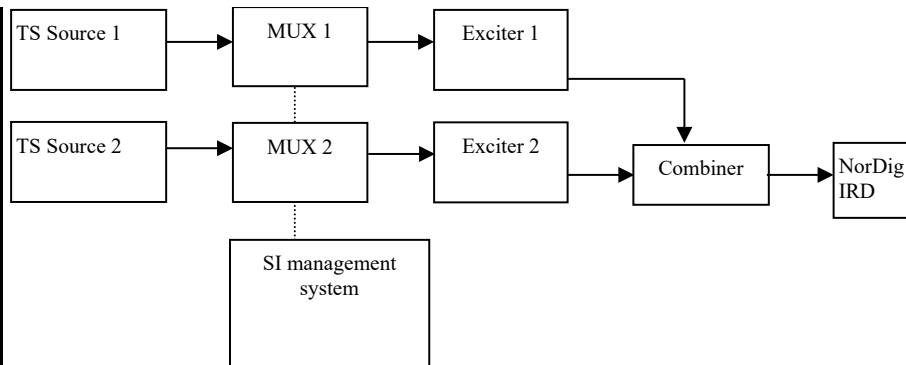 TS Source 1
MUX 1
Exciter 1
TS Source 2
MUX 2
Exciter 2
Combiner
NorDig
IRD
SI management
system